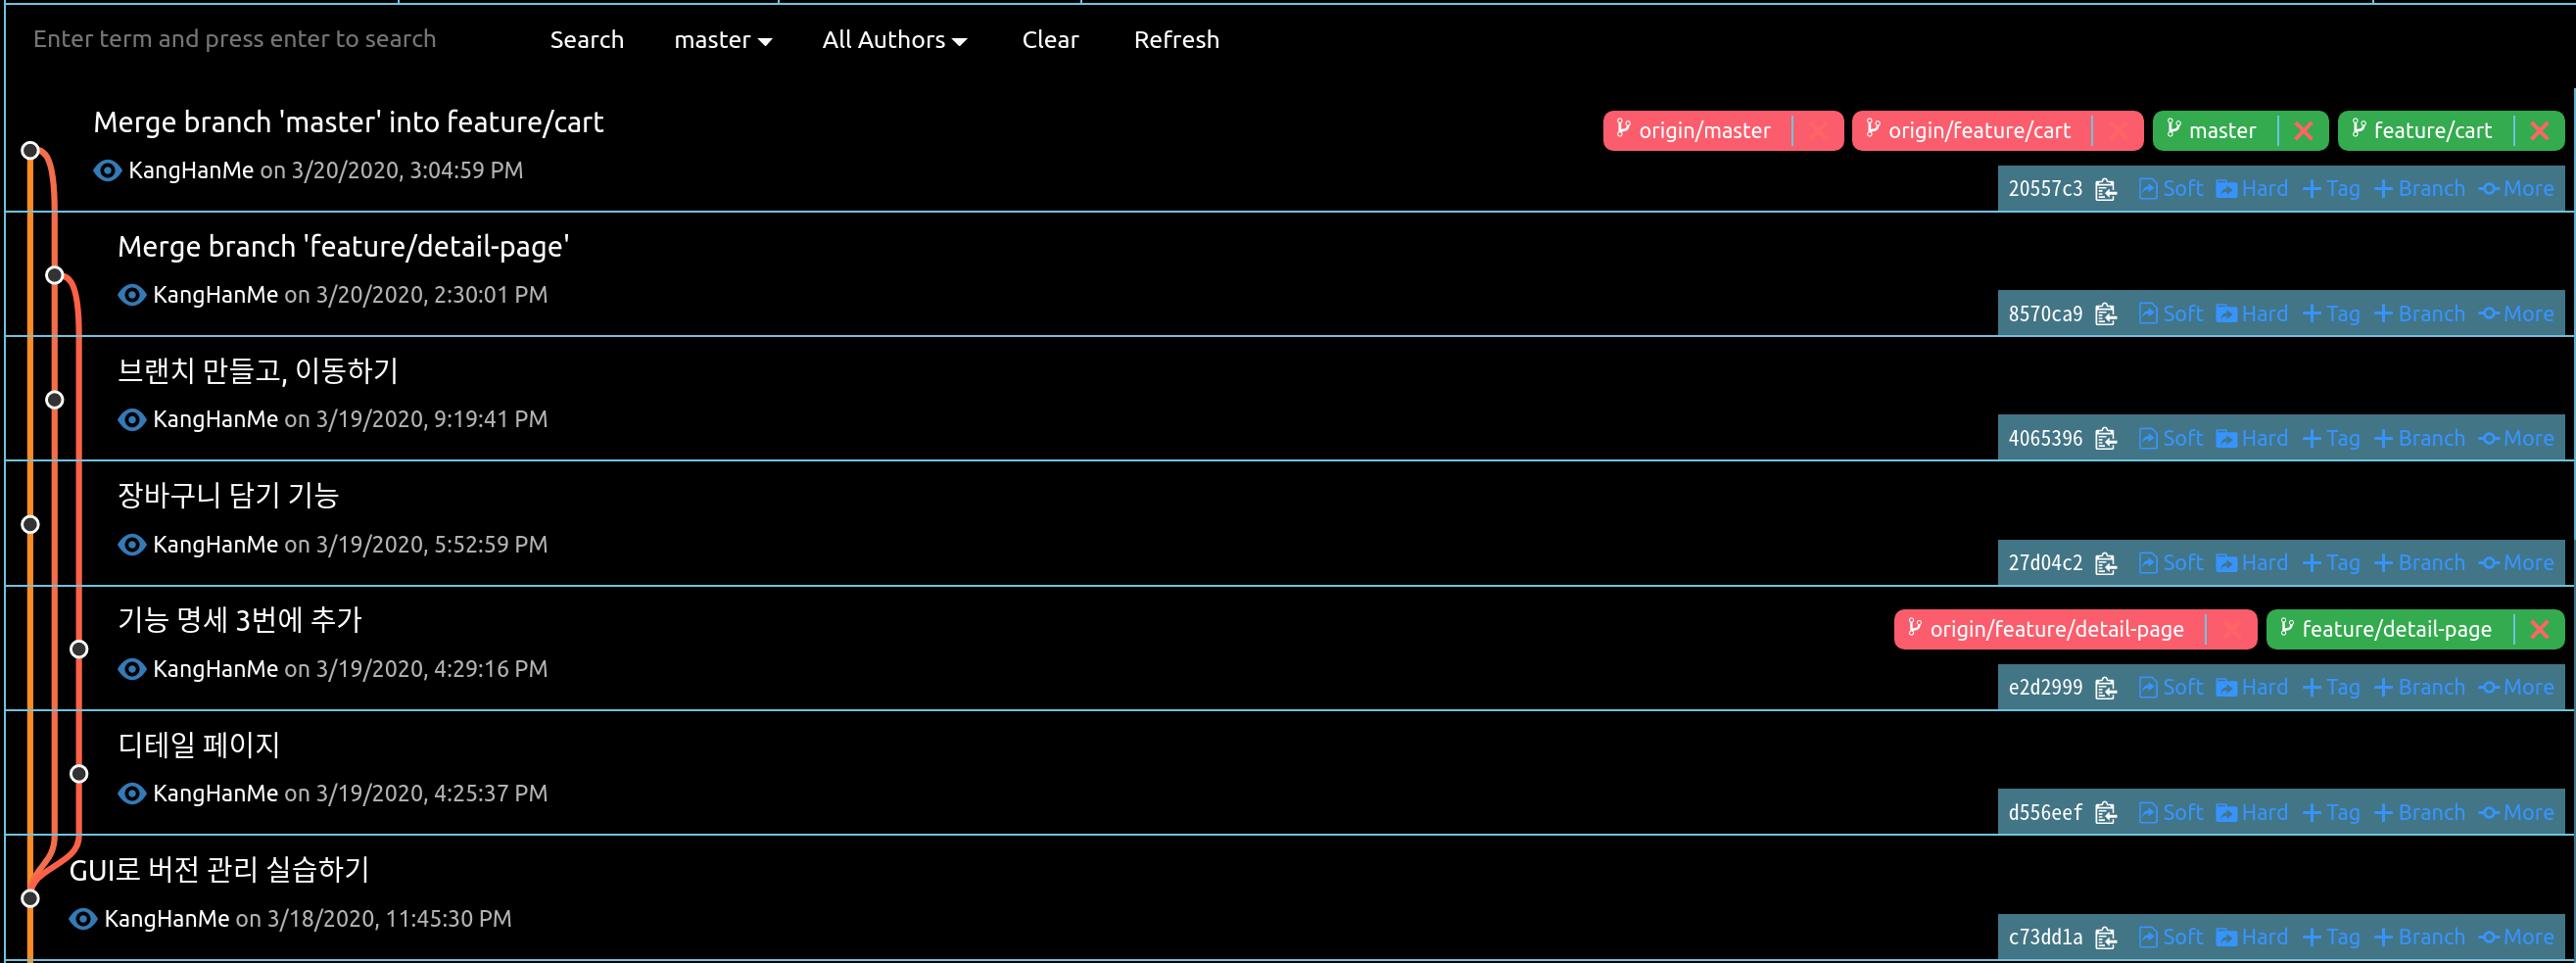 Enter term and press enter to search Search master All Authors Clear Refresh
Merge branch 'master' into feature/cart origin/master origin/feature/cart master feature/cart
KangHanMe on 3/20/2020, 3:04:59 PM 20557c3 Soft Hard Tag Branch More
Merge branch 'feature/detail-page'
KangHanMe on 3/20/2020, 2:30:01 PM 8570ca9 Soft Hard Tag Branch More
브랜치 만들고, 이동하기
KangHanMe on 3/19/2020, 9:19:41 PM 4065396 Soft Hard Tag Branch More
장바구니 담기 기능
KangHanMe on 3/19/2020, 5:52:59 PM 27d04c2 Soft Hard Tag Branch More
기능 명세 3번에 추가 origin/feature/detail-page feature/detail-page
KangHanMe on 3/19/2020, 4:29:16 PM e2d2999 Soft Hard Tag Branch More
디테일 페이지
KangHanMe on 3/19/2020, 4:25:37 PM d556eef Soft Hard Tag Branch More
GUI로 버전 관리 실습하기
KangHanMe on 3/18/2020, 11:45:30 PM c73dd1a Soft Hard Tag Branch More